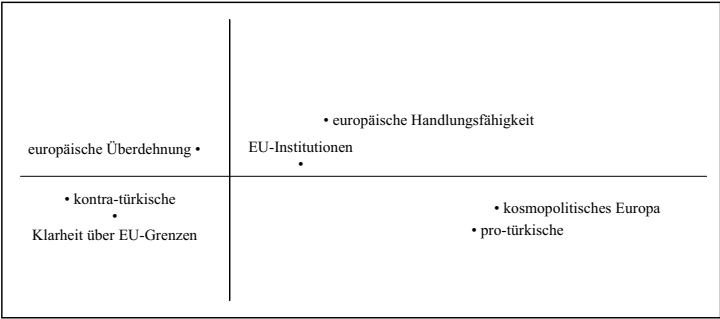 • europäische Handlungsfähigkeit
europäische Überdehnung •
EU-Institutionen
•
• kontra-türkische
•
Klarheit über EU-Grenzen
• kosmopolitisches Europa
• pro-türkische